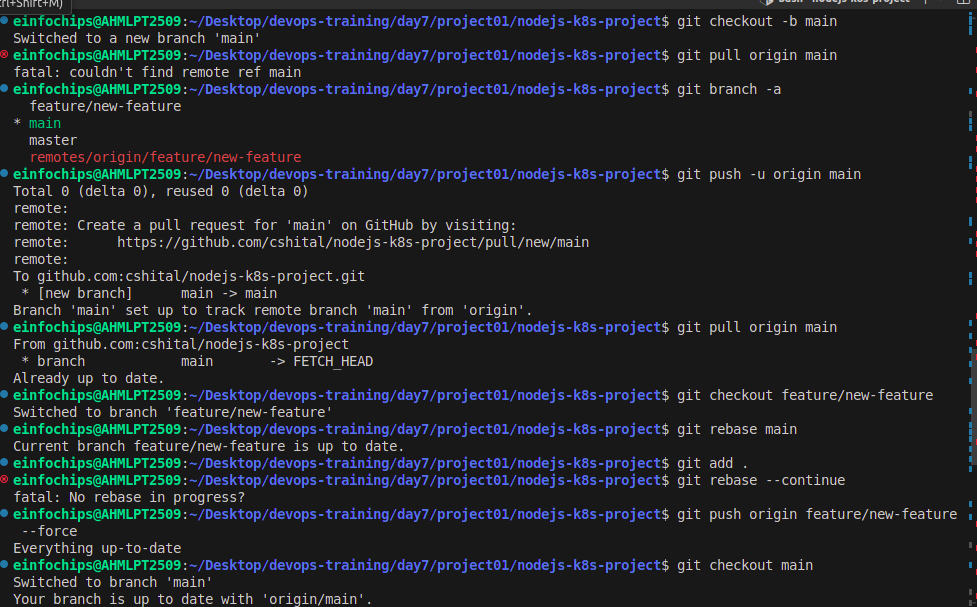 trl+Shift+M)
einfochips@AHMLPT2509:~/Desktop/devops-training/day7/project01/nodejs-k8s-project$ git checkout -b main
Switched to a new branch 'main'
einfochips@AHMLPT2509:~/Desktop/devops-training/day7/project01/nodejs-k8s-project$ git pull origin main
fatal: couldn't find remote ref main
einfochips@AHMLPT2509:~/Desktop/devops-training/day7/project01/nodejs-k8s-project$ git branch -a
  feature/new-feature
* main
  master
  remotes/origin/feature/new-feature
einfochips@AHMLPT2509:~/Desktop/devops-training/day7/project01/nodejs-k8s-project$ git push -u origin main
Total 0 (delta 0), reused 0 (delta 0)
remote:
remote: Create a pull request for 'main' on GitHub by visiting:
remote:      https://github.com/cshital/nodejs-k8s-project/pull/new/main
remote:
To github.com:cshital/nodejs-k8s-project.git
 * [new branch]      main -> main
Branch 'main' set up to track remote branch 'main' from 'origin'.
einfochips@AHMLPT2509:~/Desktop/devops-training/day7/project01/nodejs-k8s-project$ git pull origin main
From github.com:cshital/nodejs-k8s-project
 * branch            main       -> FETCH_HEAD
Already up to date.
einfochips@AHMLPT2509:~/Desktop/devops-training/day7/project01/nodejs-k8s-project$ git checkout feature/new-feature
Switched to branch 'feature/new-feature'
einfochips@AHMLPT2509:~/Desktop/devops-training/day7/project01/nodejs-k8s-project$ git rebase main
Current branch feature/new-feature is up to date.
einfochips@AHMLPT2509:~/Desktop/devops-training/day7/project01/nodejs-k8s-project$ git add .
einfochips@AHMLPT2509:~/Desktop/devops-training/day7/project01/nodejs-k8s-project$ git rebase --continue
fatal: No rebase in progress?
einfochips@AHMLPT2509:~/Desktop/devops-training/day7/project01/nodejs-k8s-project$ git push origin feature/new-feature
 --force
Everything up-to-date
einfochips@AHMLPT2509:~/Desktop/devops-training/day7/project01/nodejs-k8s-project$ git checkout main
Switched to branch 'main'
Your branch is up to date with 'origin/main'.